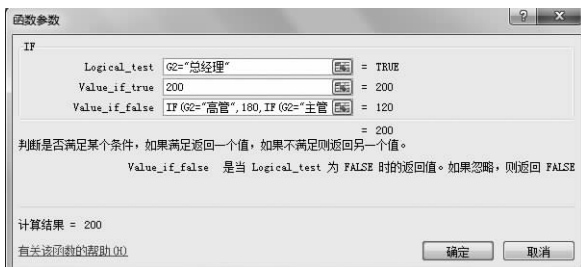 函数参数
IF
Logical_test G2="总经理" = TRUE
Value_if_true 200 = 200
Value_if_false IF(G2="高管",180,IF(G2="主管 = 120
= 200
判断是否满足某个条件，如果满足返回一个值，如果不满足则返回另一个值。
Value_if_false 是当 Logical_test 为 FALSE 时的返回值。如果忽略，则返回 FALSE
计算结果 = 200
有关该函数的帮助(H)
确定 取消